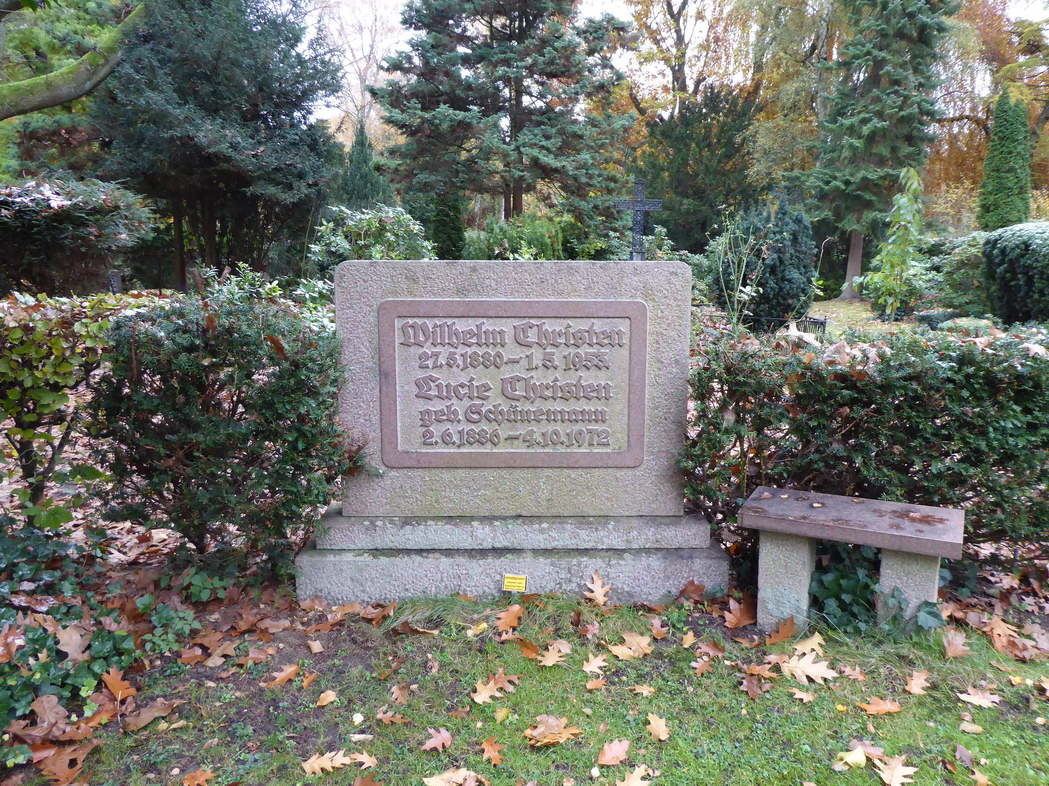 Wilhelm Christen
27.5.1880–1.5.1953.
Lucie Christen
geb. Schünemann
2.6.1886–4.10.1972